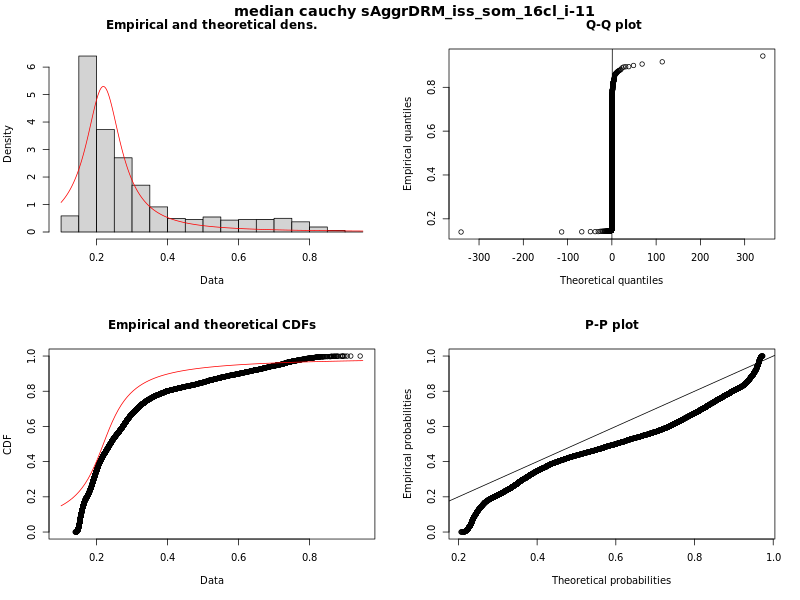 median cauchy sAggrDRM_iss_som_16cl_i-11
Empirical and theoretical dens.
Density
0 1 2 3 4 5 6
0.2 0.4 0.6 0.8
Data
Q-Q plot
Empirical quantiles
0.2 0.4 0.6 0.8
-300 -200 -100 0 100 200 300
Theoretical quantiles
Empirical and theoretical CDFs
CDF
0.0 0.2 0.4 0.6 0.8 1.0
0.2 0.4 0.6 0.8
Data
P-P plot
Empirical probabilities
0.0 0.2 0.4 0.6 0.8 1.0
0.2 0.4 0.6 0.8 1.0
Theoretical probabilities